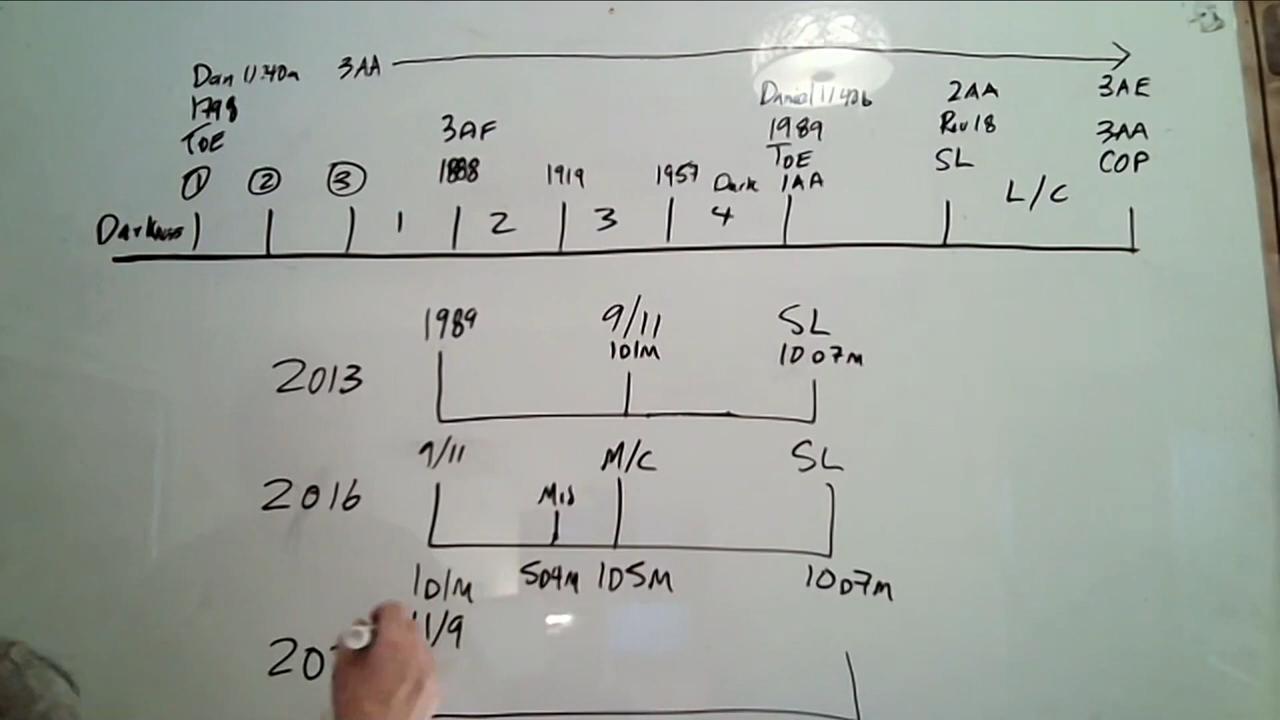 Dan 11:40a 3AA
1798
TOE
① ② ③
3AF
1888 1919 1957 Dark
Daniel 11/40b
1989
TOE
1AA
2AA
Rev 18
SL
L/C
3AE
3AA
COP
Darkness 1 2 3 4
1989 9/11 SL
101M 1007M
2013
9/11 M/C SL
2016 Mid
101M 504M 105M 1007M
11/9
20